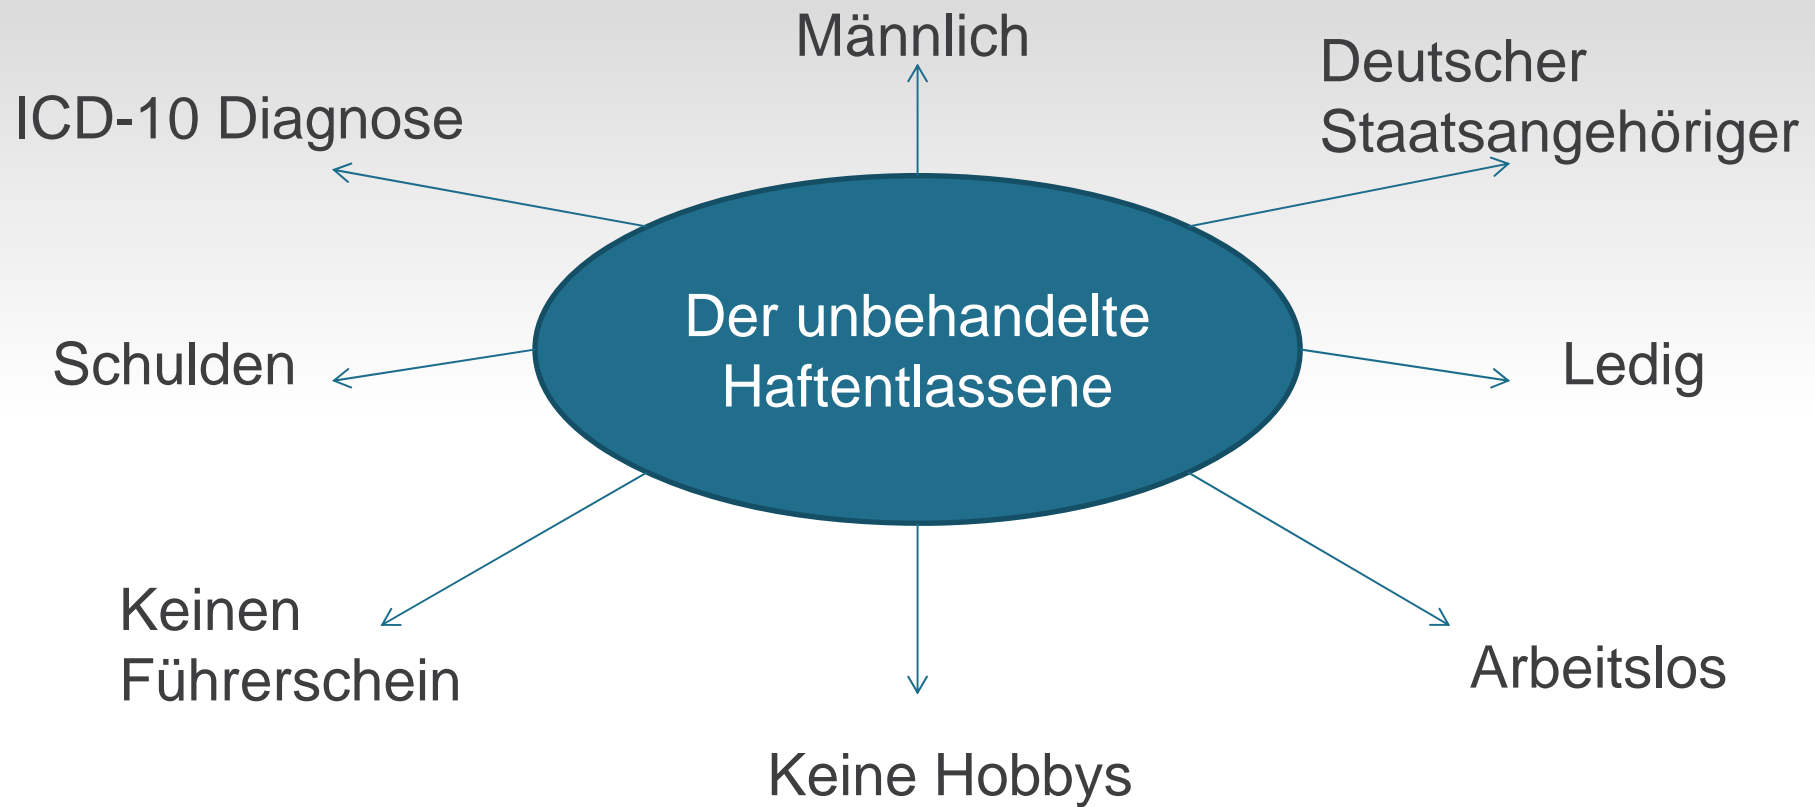 Männlich
Deutscher
Staatsangehöriger
ICD-10 Diagnose
Der unbehandelte
Haftentlassene
Schulden
Ledig
Keinen
Führerschein
Arbeitslos
Keine Hobbys